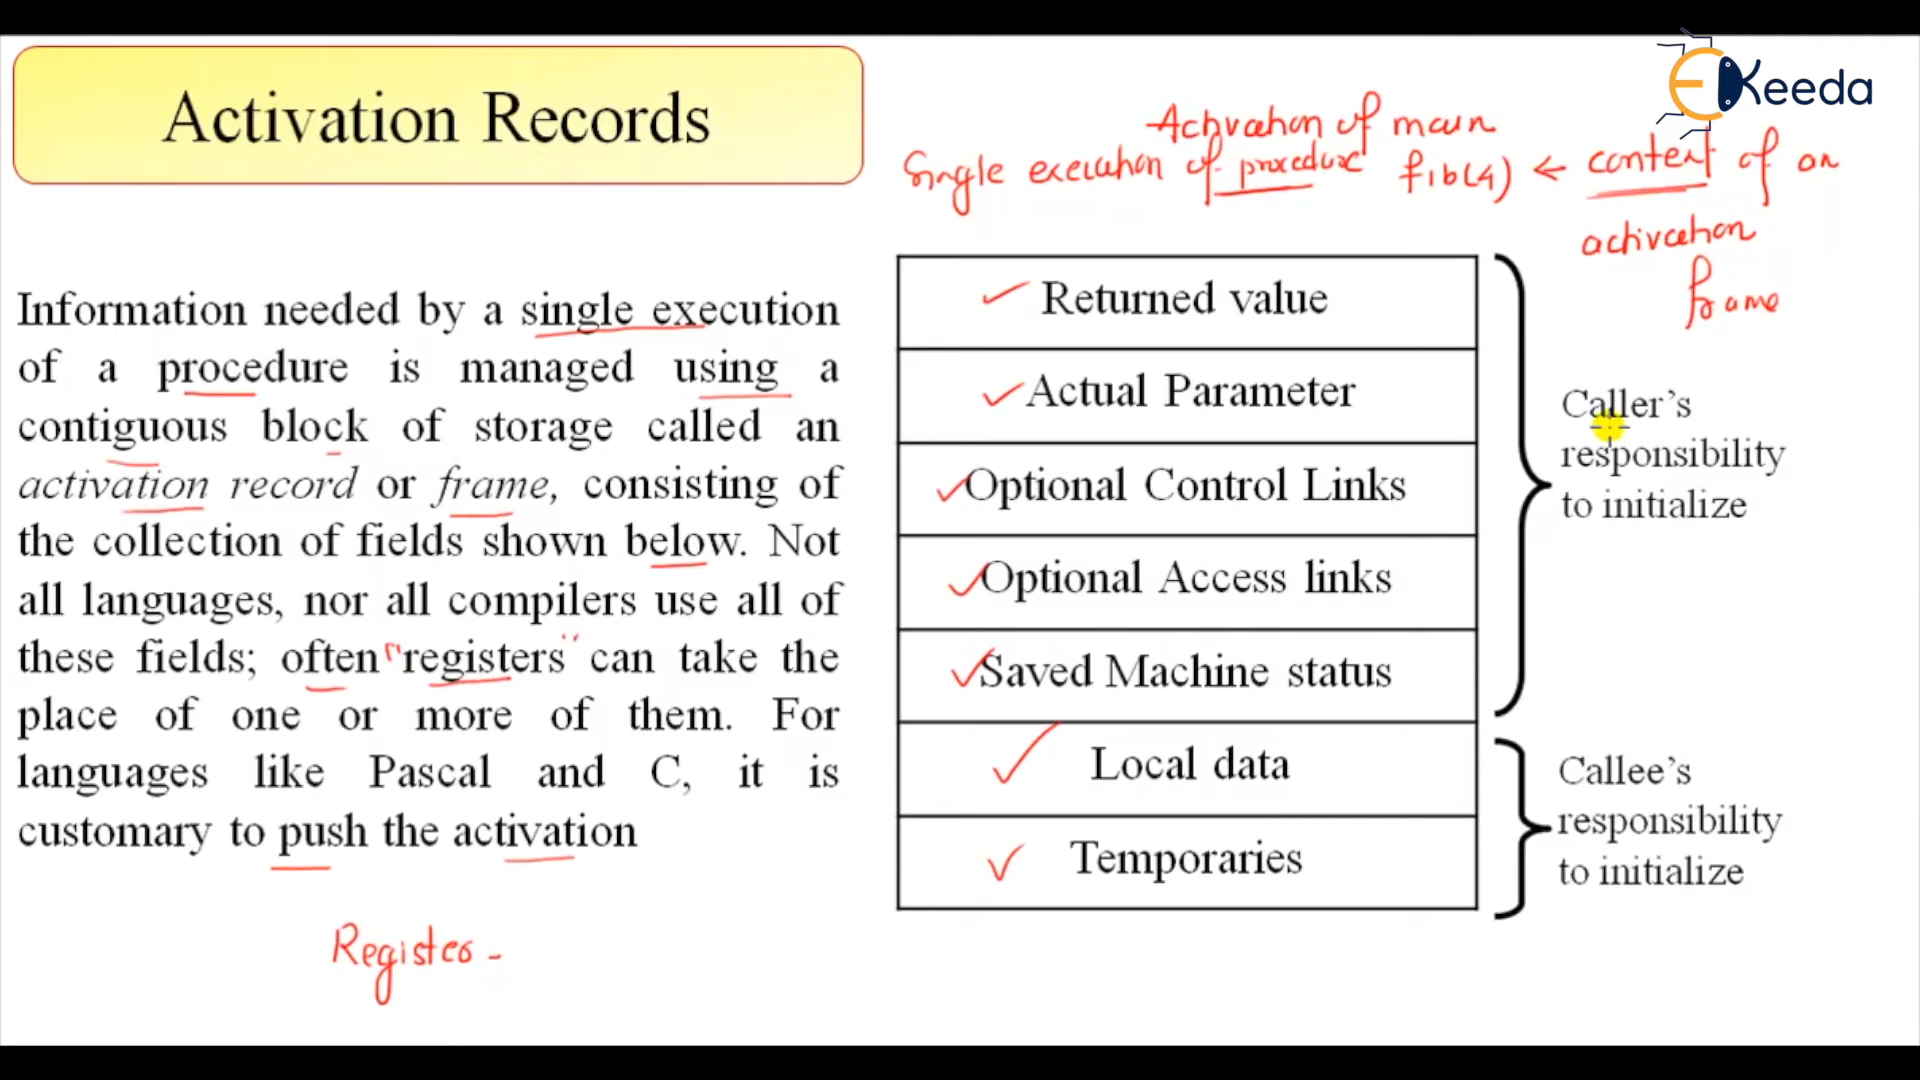 Activation Records
EKeeda
Activation of main
Single execution of procedure fib(4) ← content of an
activation
frame
Information needed by a single execution
of a procedure is managed using a
contiguous block of storage called an
activation record or frame, consisting of
the collection of fields shown below. Not
all languages, nor all compilers use all of
these fields; often "registers" can take the
place of one or more of them. For
languages like Pascal and C, it is
customary to push the activation
Register -
Returned value
Actual Parameter
Optional Control Links
Optional Access links
Saved Machine status
Local data
Temporaries
Caller's
responsibility
to initialize
Callee's
responsibility
to initialize